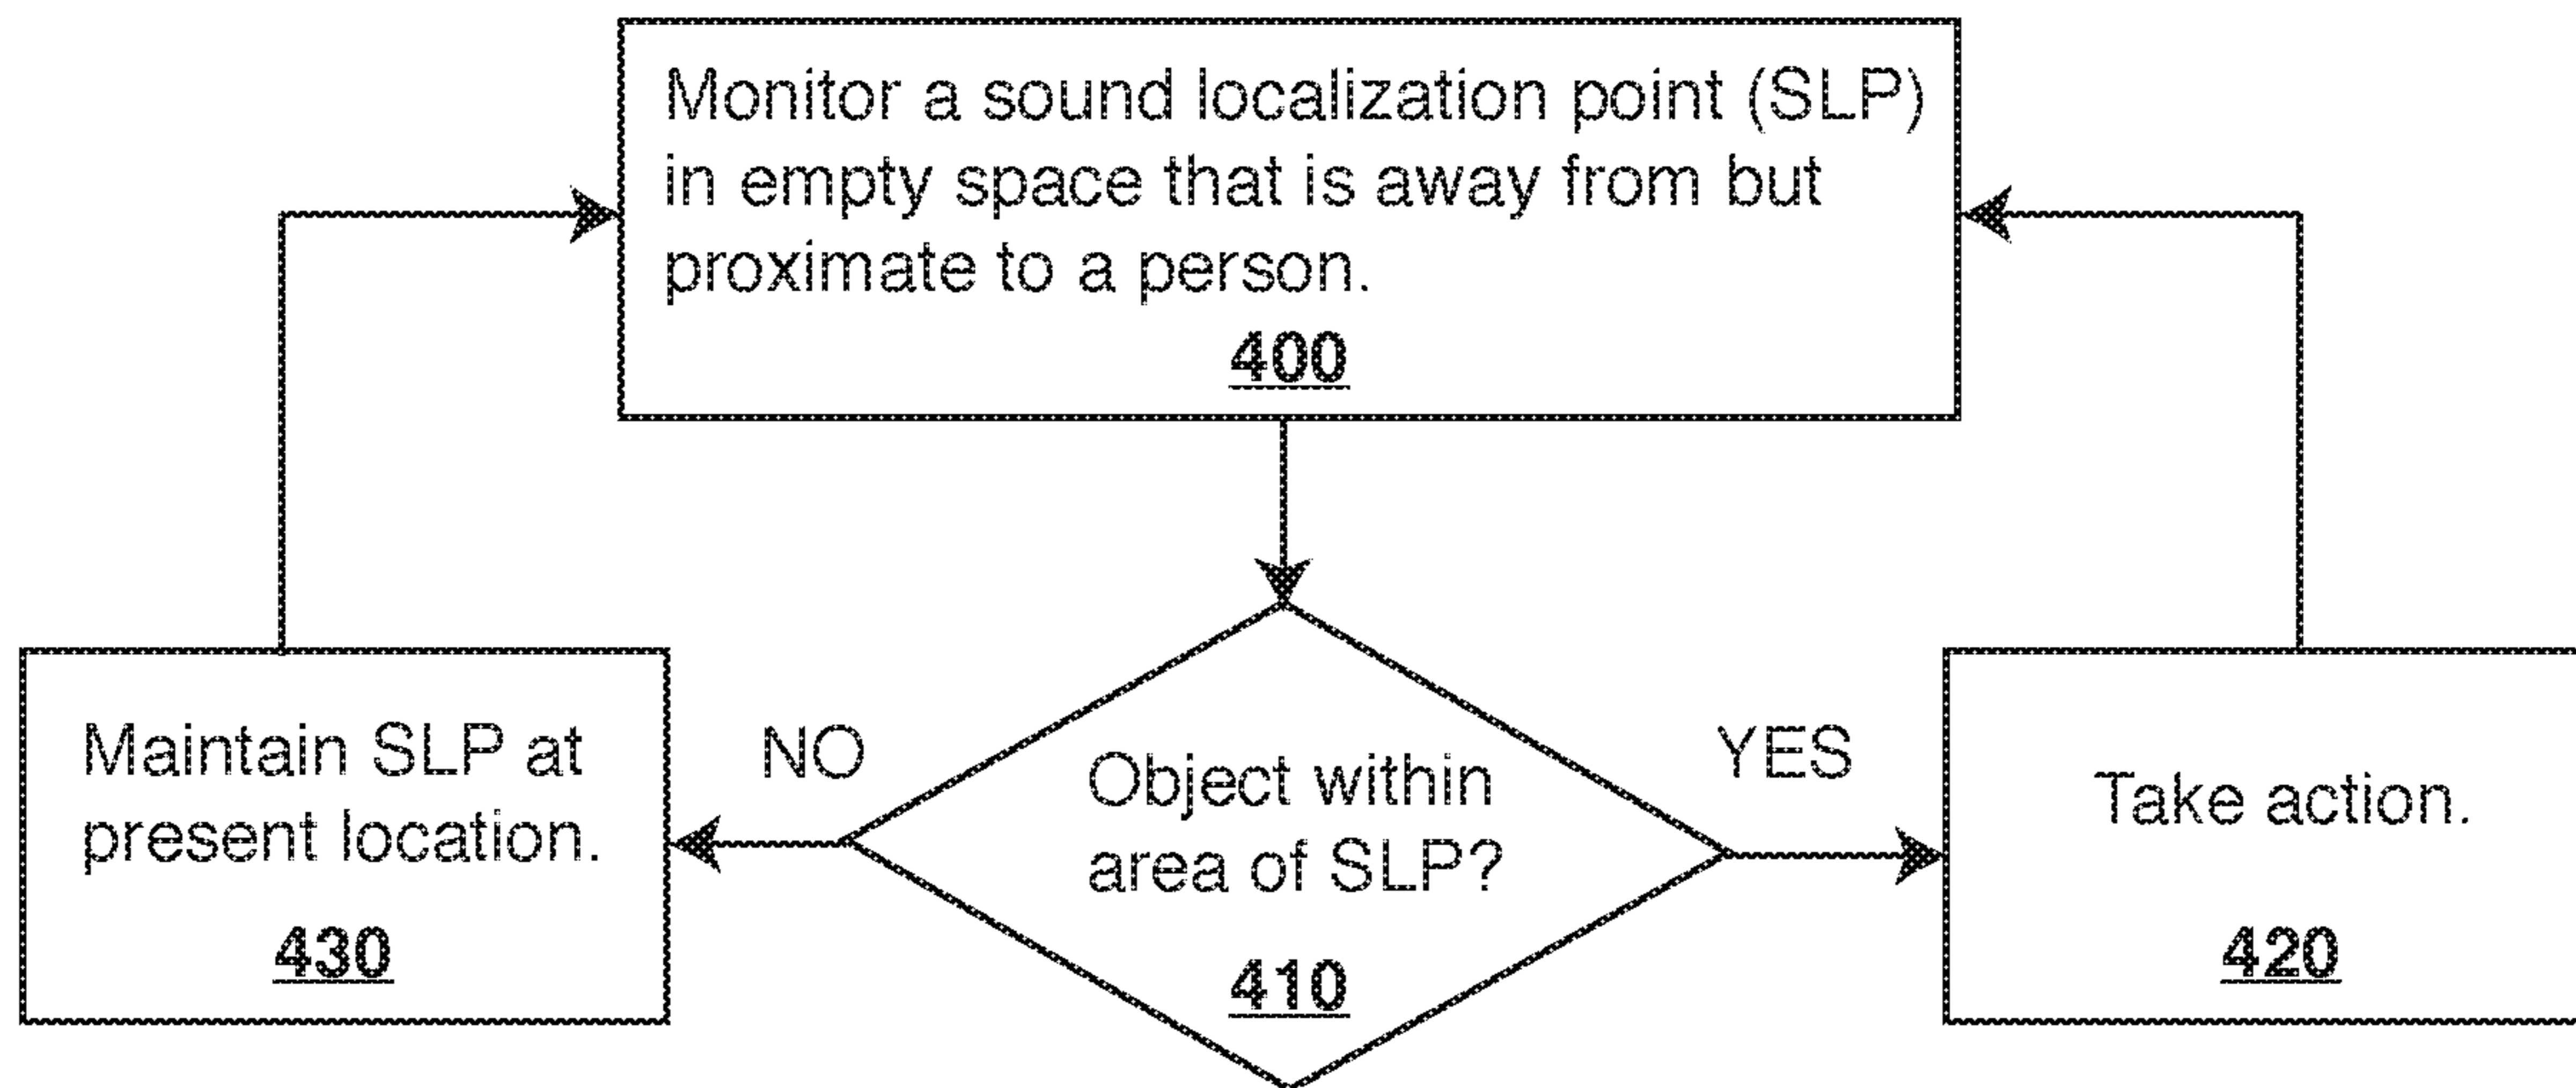 Monitor a sound localization point (SLP)
in empty space that is away from but
proximate to a person.
400
Maintain SLP at
present location.
430
NO
Object within
area of SLP?
410
YES
Take action.
420